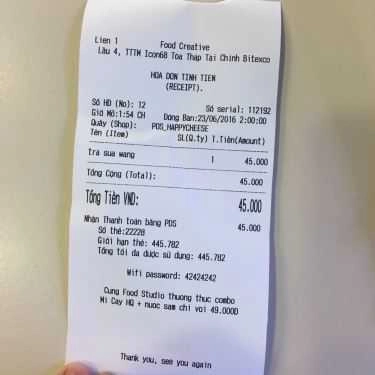 Lien 1
Food Creative
Lầu 4, TTTM Icon68 Tòa Tháp Tài Chính Bitexco
HOA DON TINH TIEN
(RECEIPT).
Số HD (No): 12 Số serial: 112192
Giờ Mở:1:54 CH Đóng Bàn:23/06/2016 2:00:00
Quầy (Shop): POS_HAPPYCHEESE
Tên (Item) SL(Q.ty) T.Tiền(Amount)
tra sua wang 1 45.000
Tổng Cộng (Total): 45.000
Tổng Tiền VND: 45.000
Nhận Thanh toán bằng POS 45.000
Số thẻ:22228
Giới hạn thẻ: 445.782
Tổng tối đa được sử dụng: 445.782
Wifi password: 42424242
Cung Food Studio thuong thuc combo
Mi Cay HQ + nuoc sam chi voi 49.000Đ
Thank you, see you again